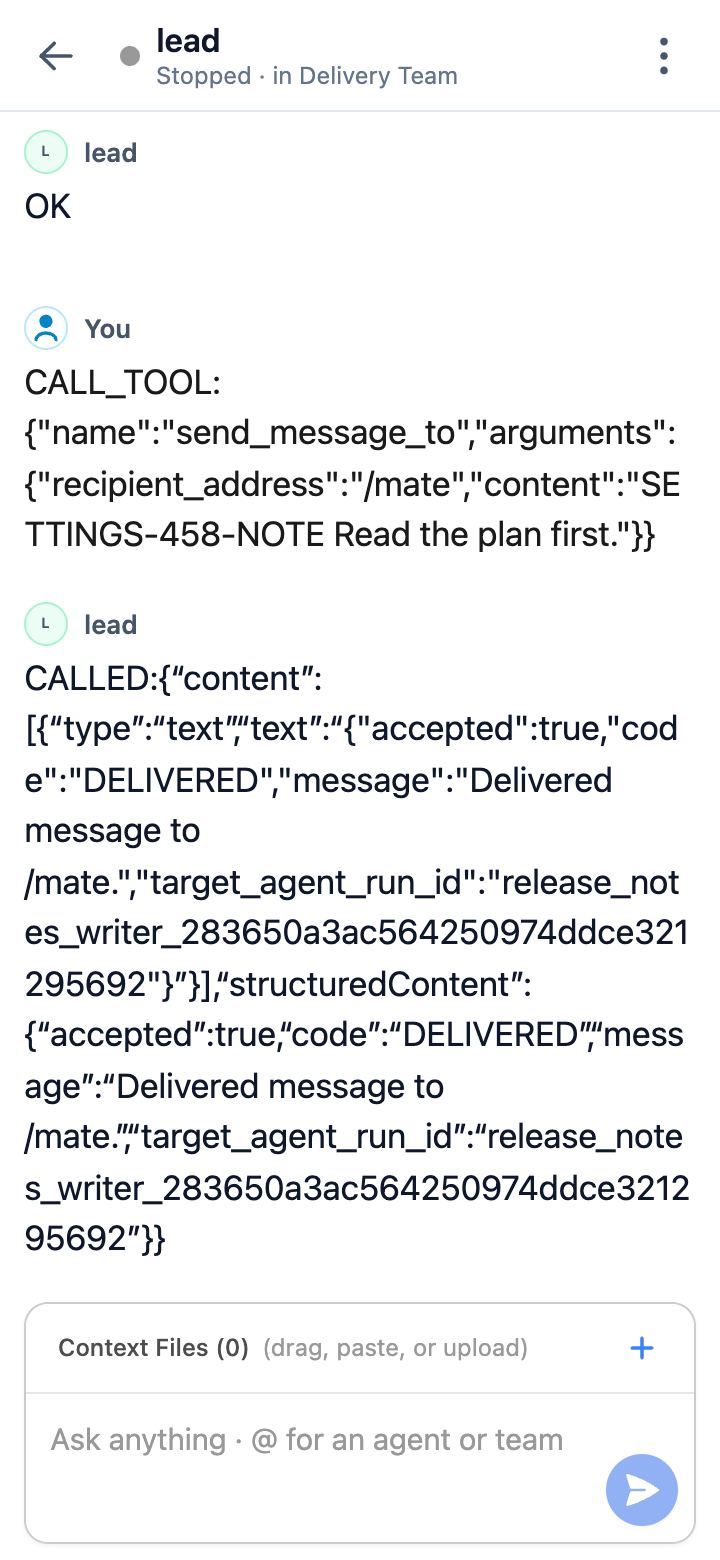 lead
Stopped · in Delivery Team
L lead
OK
You
CALL_TOOL:
{"name":"send_message_to","arguments":
{"recipient_address":"/mate","content":"SE
TTINGS-458-NOTE Read the plan first."}}
L lead
CALLED:{“content”:
[{“type”:“text”,“text”:“{"accepted":true,"cod
e":"DELIVERED","message":"Delivered
message to
/mate.","target_agent_run_id":"release_not
es_writer_283650a3ac564250974ddce321
295692"}”}],“structuredContent”:
{“accepted”:true,“code”:“DELIVERED”,“mess
age”:“Delivered message to
/mate.”,“target_agent_run_id”:“release_note
s_writer_283650a3ac564250974ddce3212
95692”}}
Context Files (0) (drag, paste, or upload)
Ask anything · @ for an agent or team